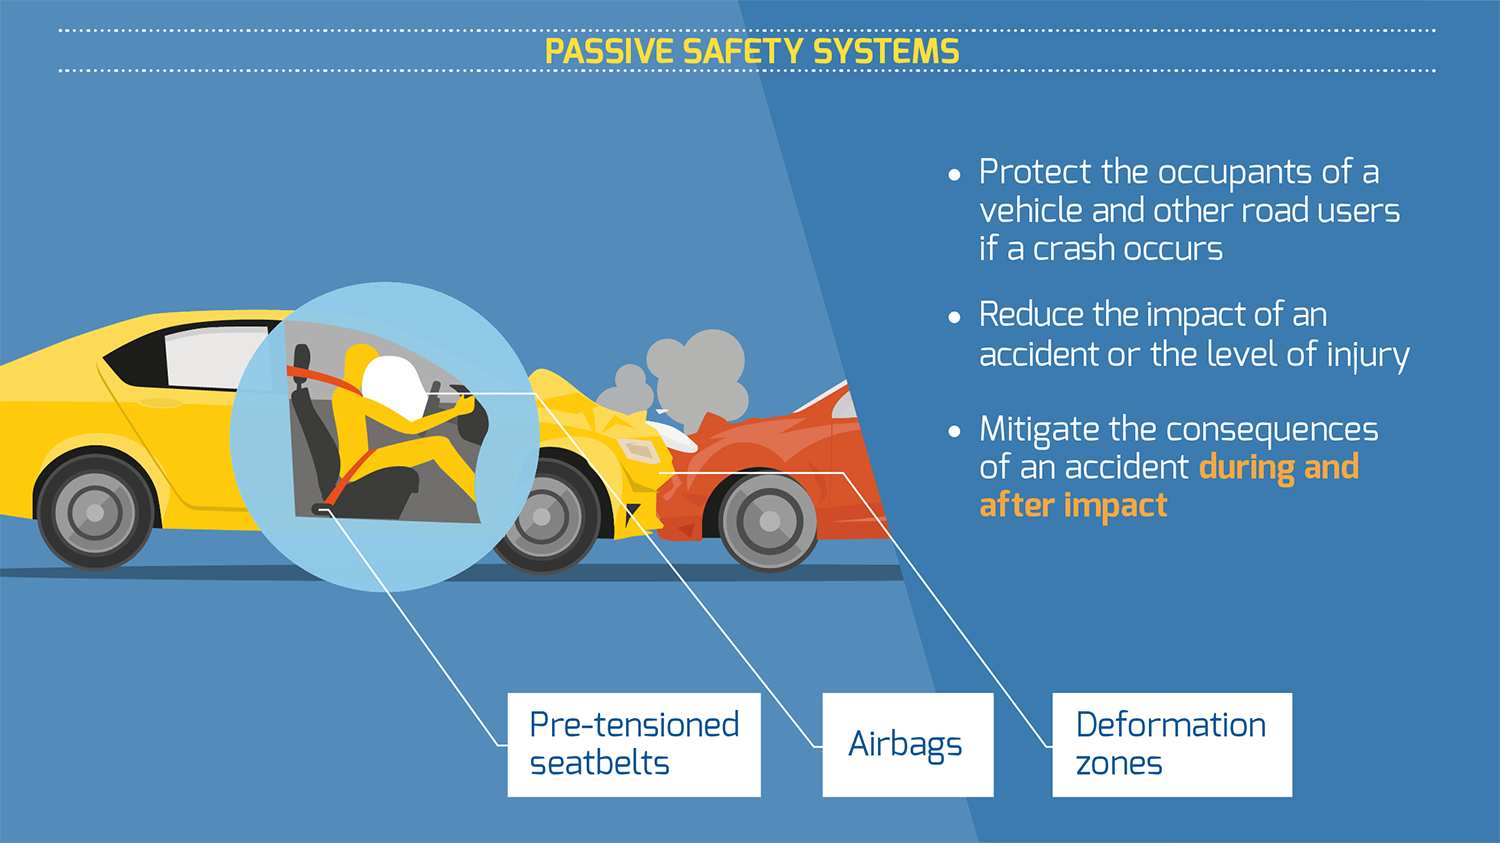 PASSIVE SAFETY SYSTEMS
• Protect the occupants of a
vehicle and other road users
if a crash occurs
• Reduce the impact of an
accident or the level of injury
• Mitigate the consequences
of an accident during and
after impact
Pre-tensioned
seatbelts
Airbags
Deformation
zones